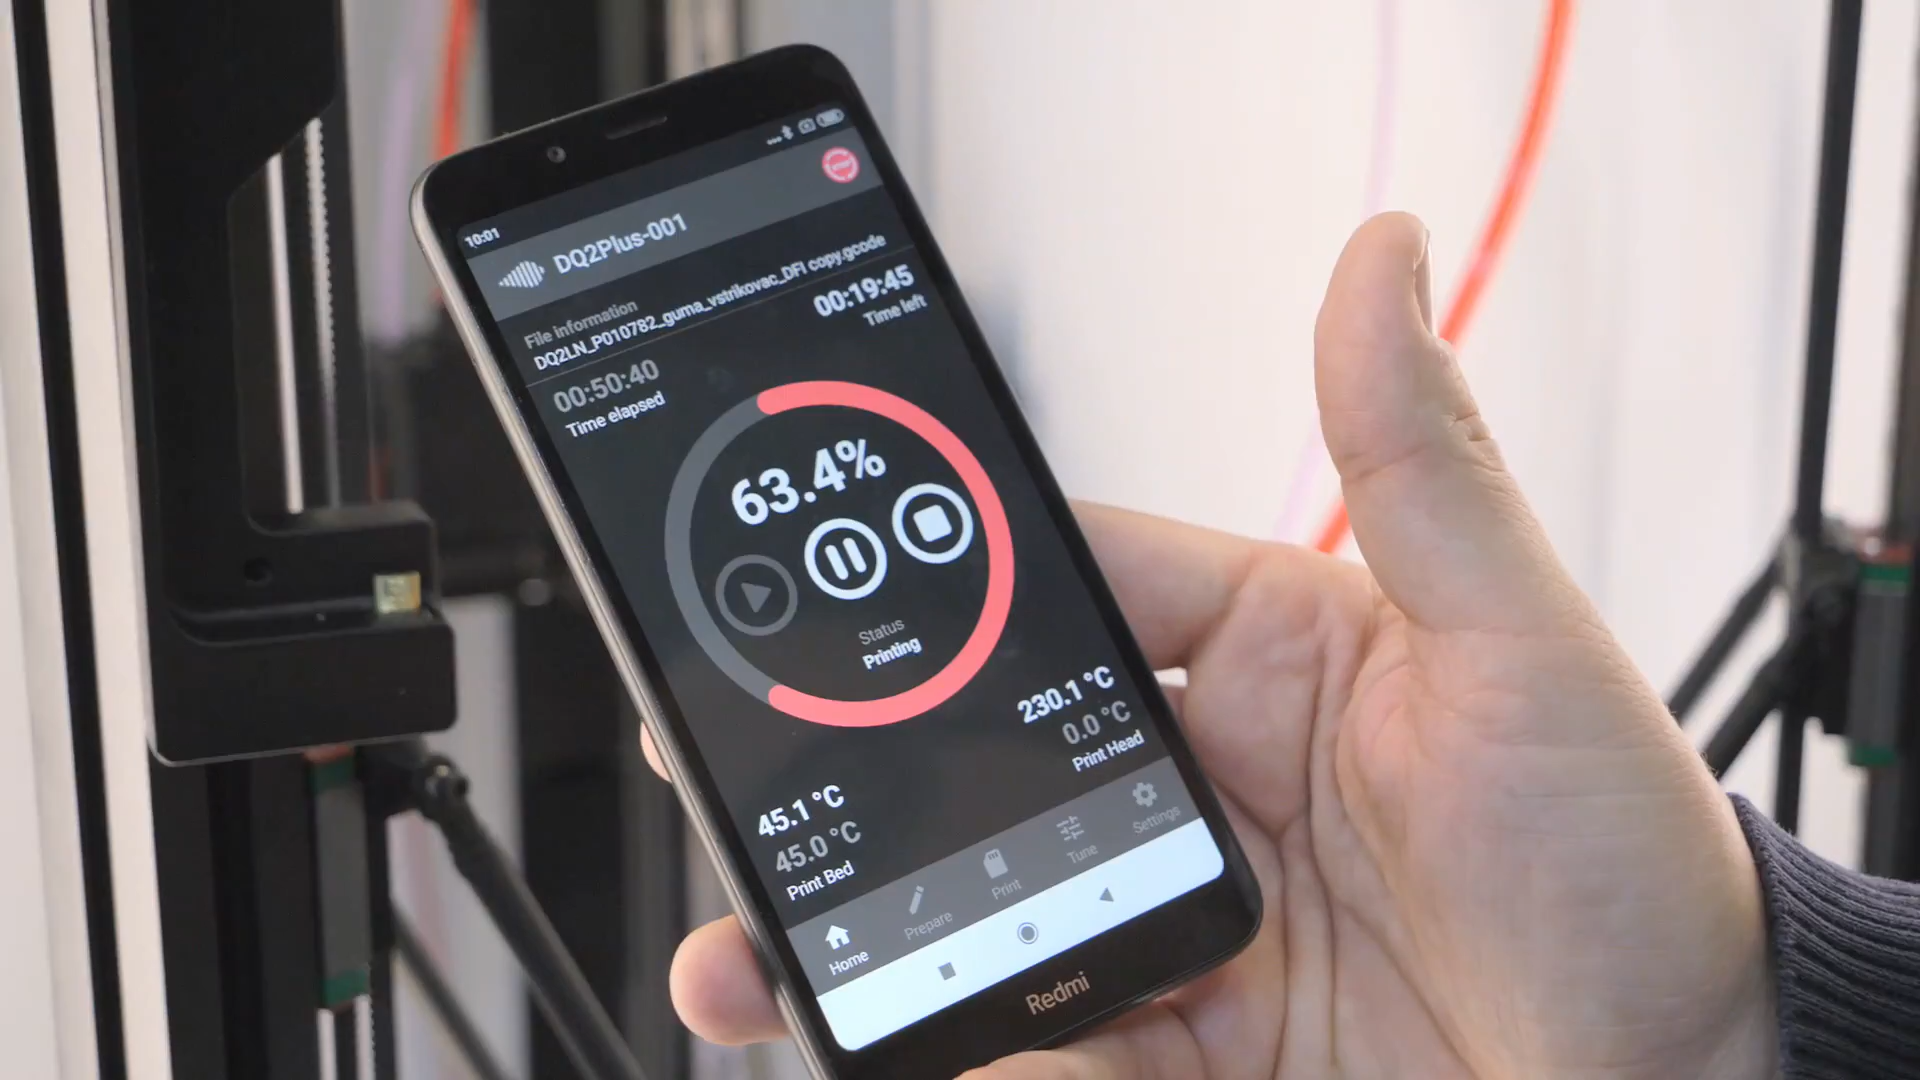 10:01
DQ2Plus-001
File information
DQ2LN_P010782_guma_vstrikovac_DFI copy.gcode
00:50:40
Time elapsed
00:19:45
Time left
63.4%
Status
Printing
45.1 °C
45.0 °C
Print Bed
230.1 °C
0.0 °C
Print Head
Home
Prepare
Print
Tune
Settings
Redmi